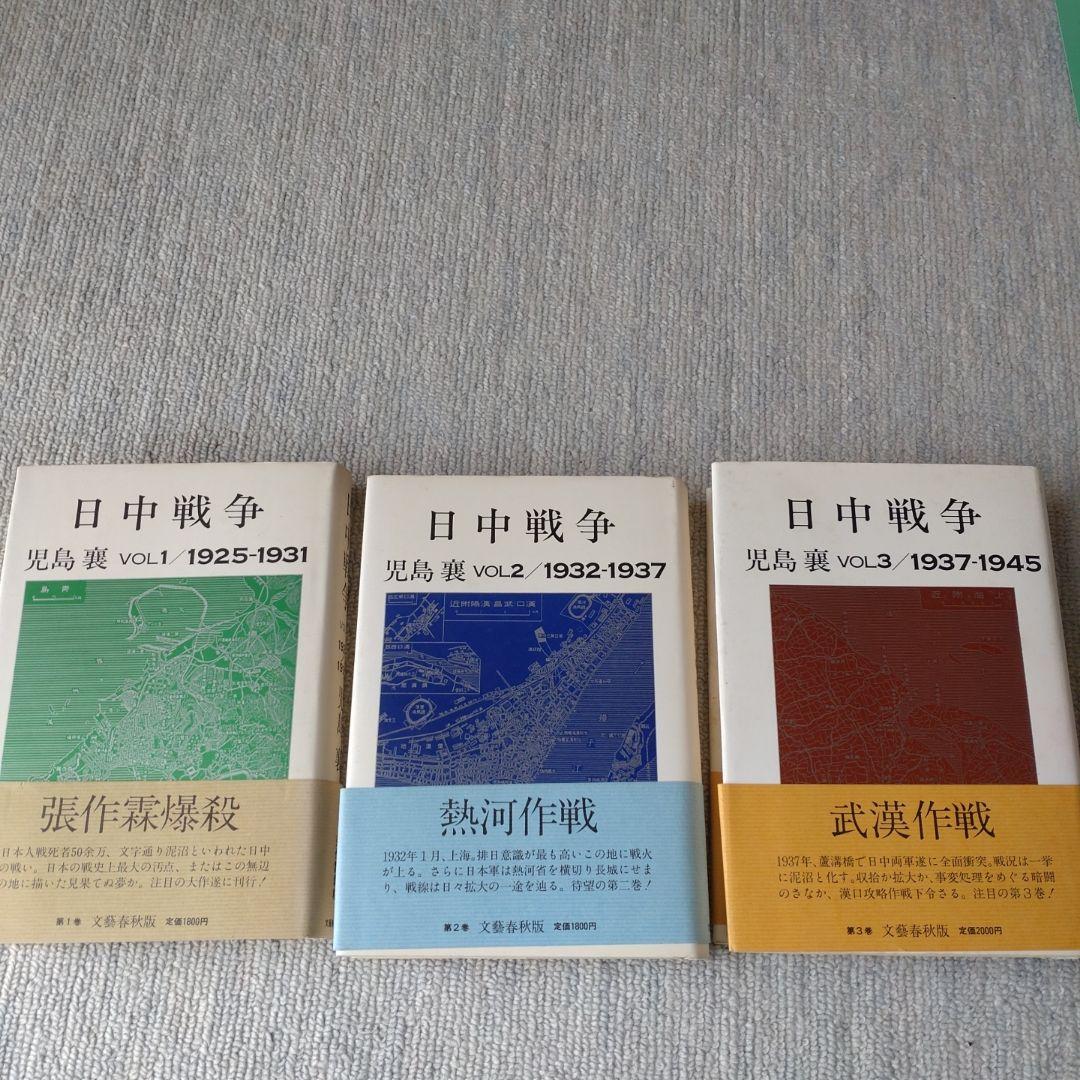 日中戦争
児島襄 VOL1/1925-1931
島 青
張作霖爆殺
日本人戦死者50余万、文字通り泥沼といわれた日中
の戦い。日本の戦史上最大の汚点、またはこの無辺
の地に描いた見果てぬ夢か。注目の大作遂に刊行!
第1巻 文藝春秋版 定価1800円
日中戦争
児島襄 VOL2/1932-1937
近附陽漢昌武・口漢
熱河作戦
1932年1月、上海。排日意識が最も高いこの地に戦火
が上る。さらに日本軍は熱河省を横切り長城にせま
り、戦線は日々拡大の一途を辿る。待望の第二巻!
第2巻 文藝春秋版 定価1800円
日中戦争
児島襄 VOL3/1937-1945
近附海上
武漢作戦
1937年、蘆溝橋で日中両軍遂に全面衝突。戦況は一挙
に泥沼と化す。収拾か拡大か、事変処理をめぐる暗闘
のさなか、漢口攻略作戦下令さる。注目の第3巻!
第3巻 文藝春秋版 定価2000円